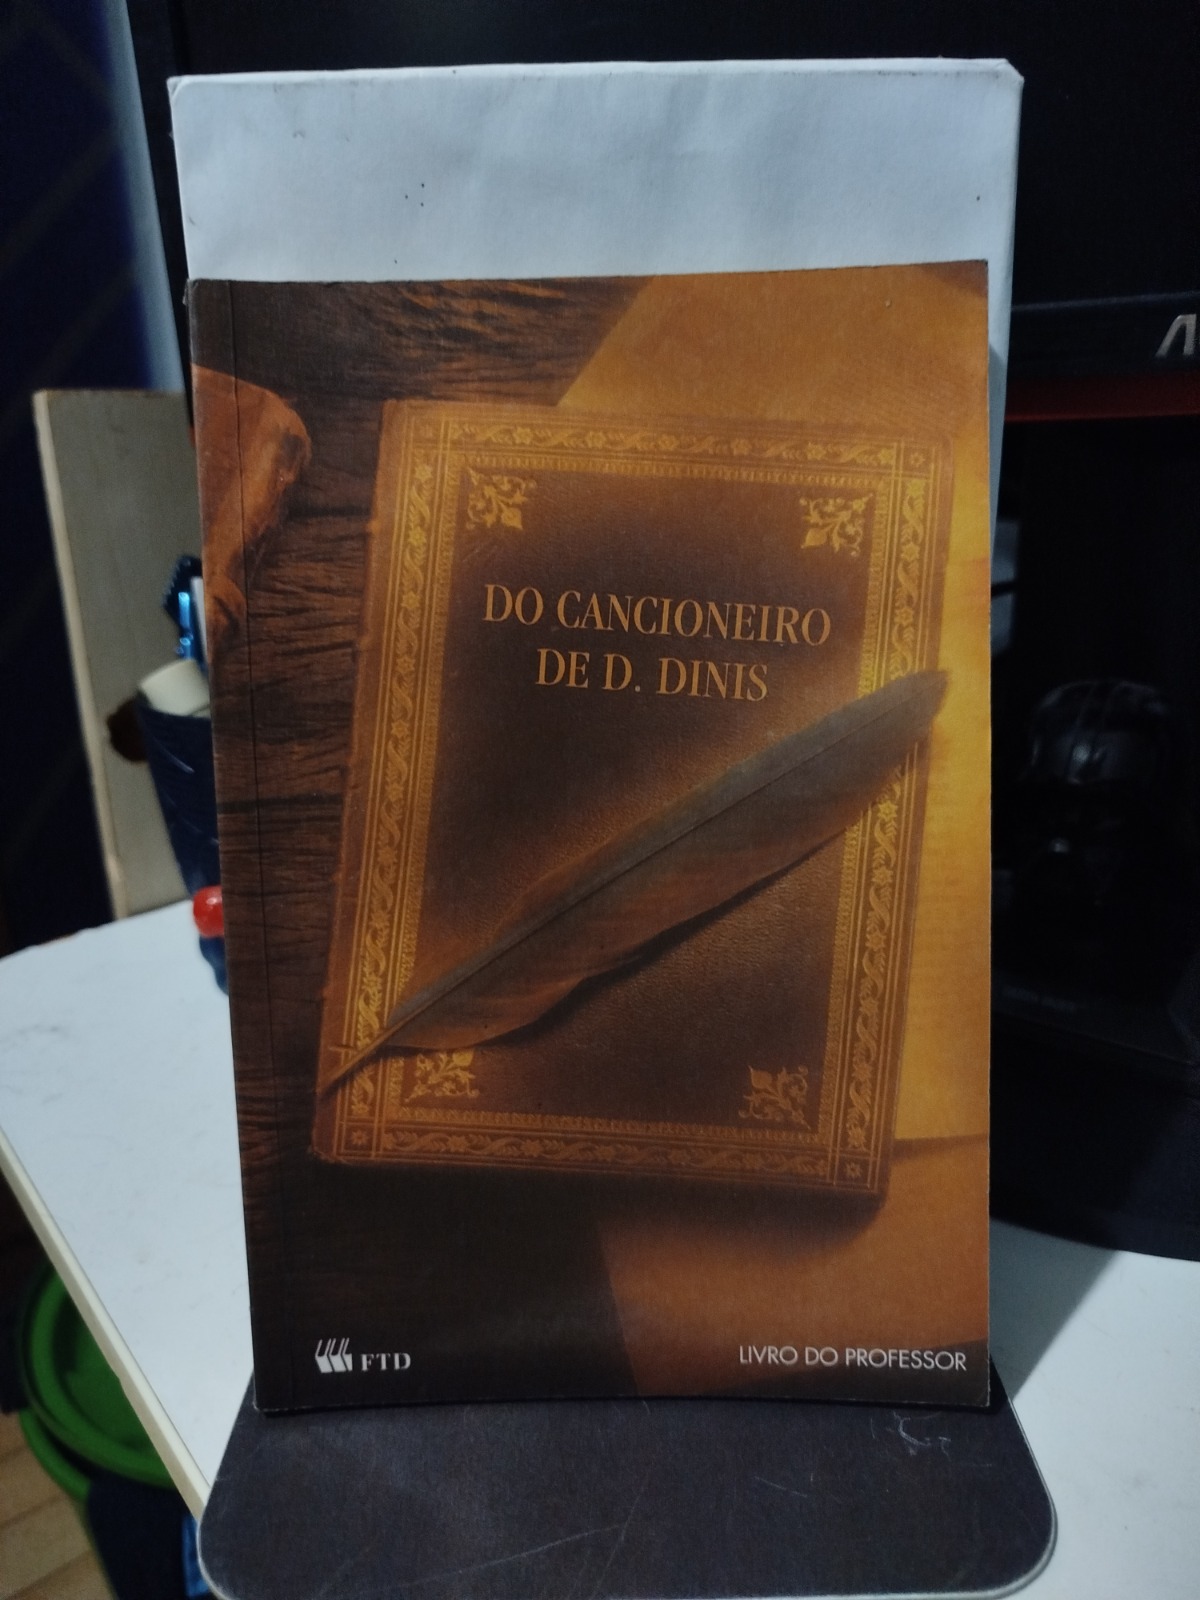 DO CANCIONEIRO
DE D. DINIS
FTD
LIVRO DO PROFESSOR